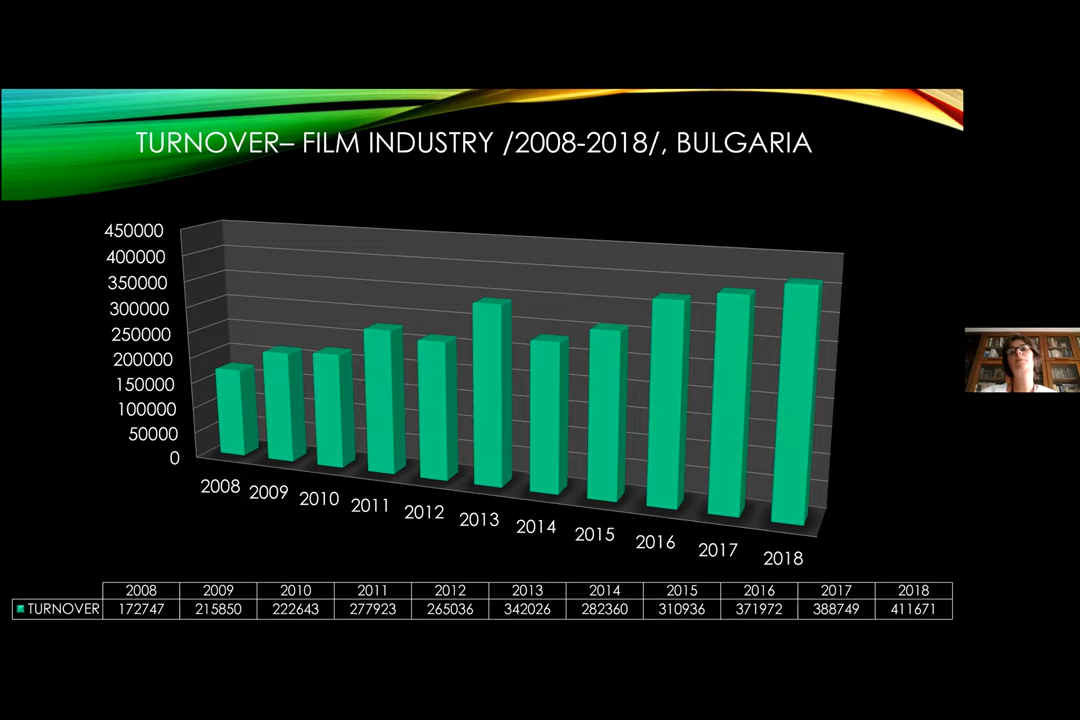 TURNOVER– FILM INDUSTRY /2008-2018/, BULGARIA
450000
400000
350000
300000
250000
200000
150000
100000
50000
0
2008 2009 2010 2011 2012 2013 2014 2015 2016 2017 2018
2008 2009 2010 2011 2012 2013 2014 2015 2016 2017 2018
TURNOVER 172747 215850 222643 277923 265036 342026 282360 310936 371972 388749 411671